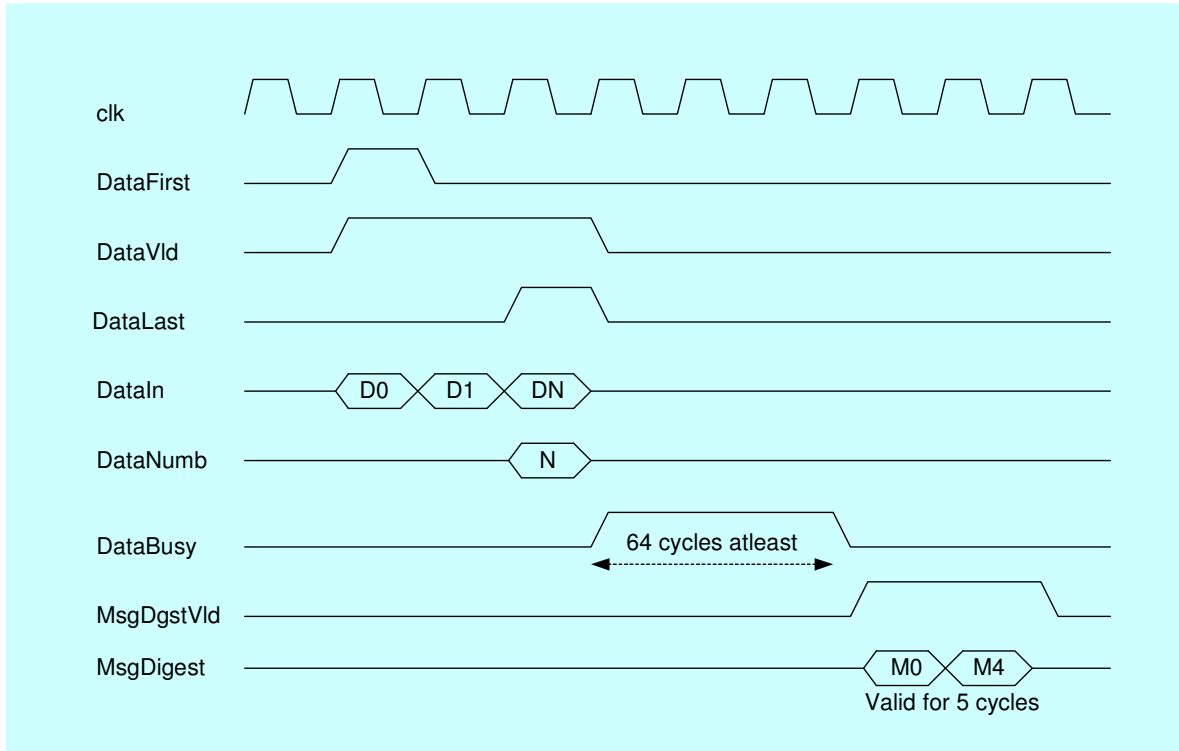 clk
DataFirst
DataVld
DataLast
DataIn D0 D1 DN
DataNumb N
DataBusy 64 cycles atleast
MsgDgstVld
MsgDigest M0 M4
Valid for 5 cycles